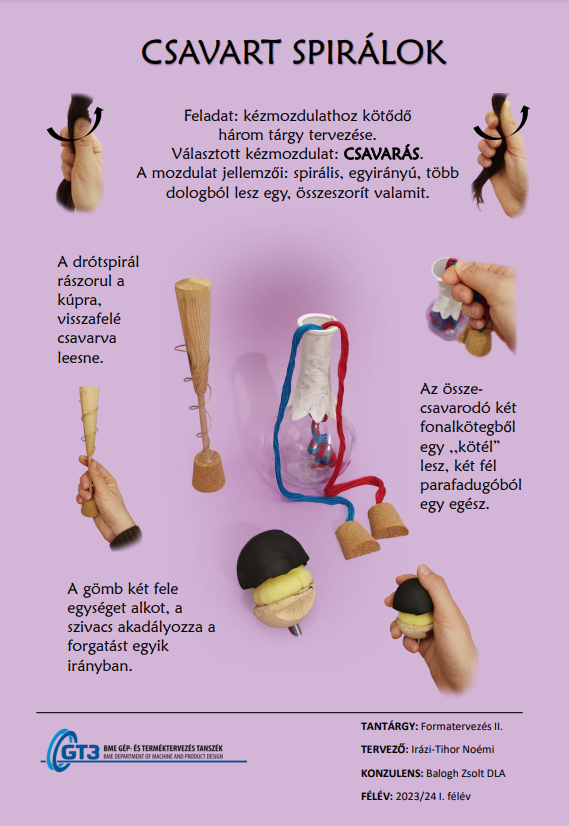 CSAVART SPIRÁLOK
Feladat: kézmozdulathoz kötődő
három tárgy tervezése.
Választott kézmozdulat: CSAVARÁS.
A mozdulat jellemzői: spirális, egyirányú, több
dologból lesz egy, összeszorít valamit.
A drótspirál
rászorul a
kúpra,
visszafelé
csavarva
leesne.
Az össze-
csavarodó két
fonalkötegből
egy ,,kötél”
lesz, két fél
parafadugóból
egy egész.
A gömb két fele
egységet alkot, a
szivacs akadályozza a
forgatást egyik
irányban.
GT3
BME GÉP- ÉS TERMÉKTERVEZÉS TANSZÉK
BME DEPARTMENT OF MACHINE AND PRODUCT DESIGN
TANTÁRGY: Formatervezés II.
TERVEZŐ: Irázi-Tihor Noémi
KONZULENS: Balogh Zsolt DLA
FÉLÉV: 2023/24 I. félév